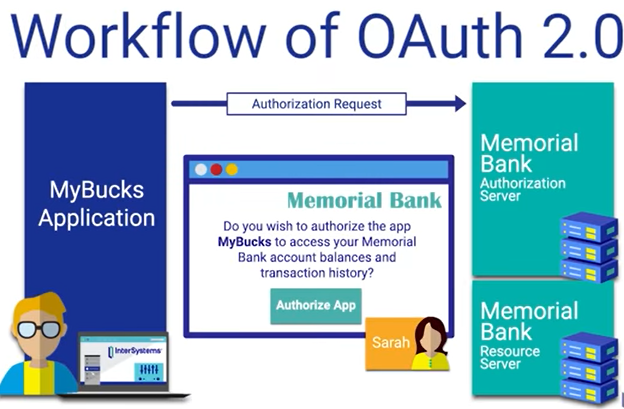 Workflow of OAuth 2.0
Authorization Request
MyBucks
Application
Memorial
Bank
Authorization
Server
Memorial Bank
Do you wish to authorize the app
MyBucks to access your Memorial
Bank account balances and
transaction history?
Authorize App
Sarah
InterSystems
Memorial
Bank
Resource
Server